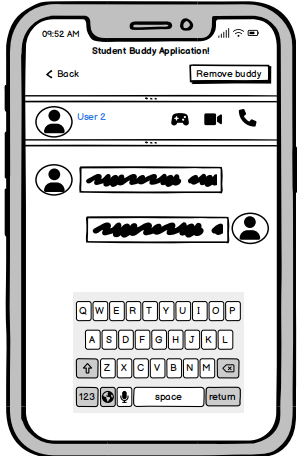 09:52 AM
Student Buddy Application!
Back
Remove buddy
User 2
Q W E R T Y U I O P
A S D F G H J K L
Z X C V B N M
123 space return